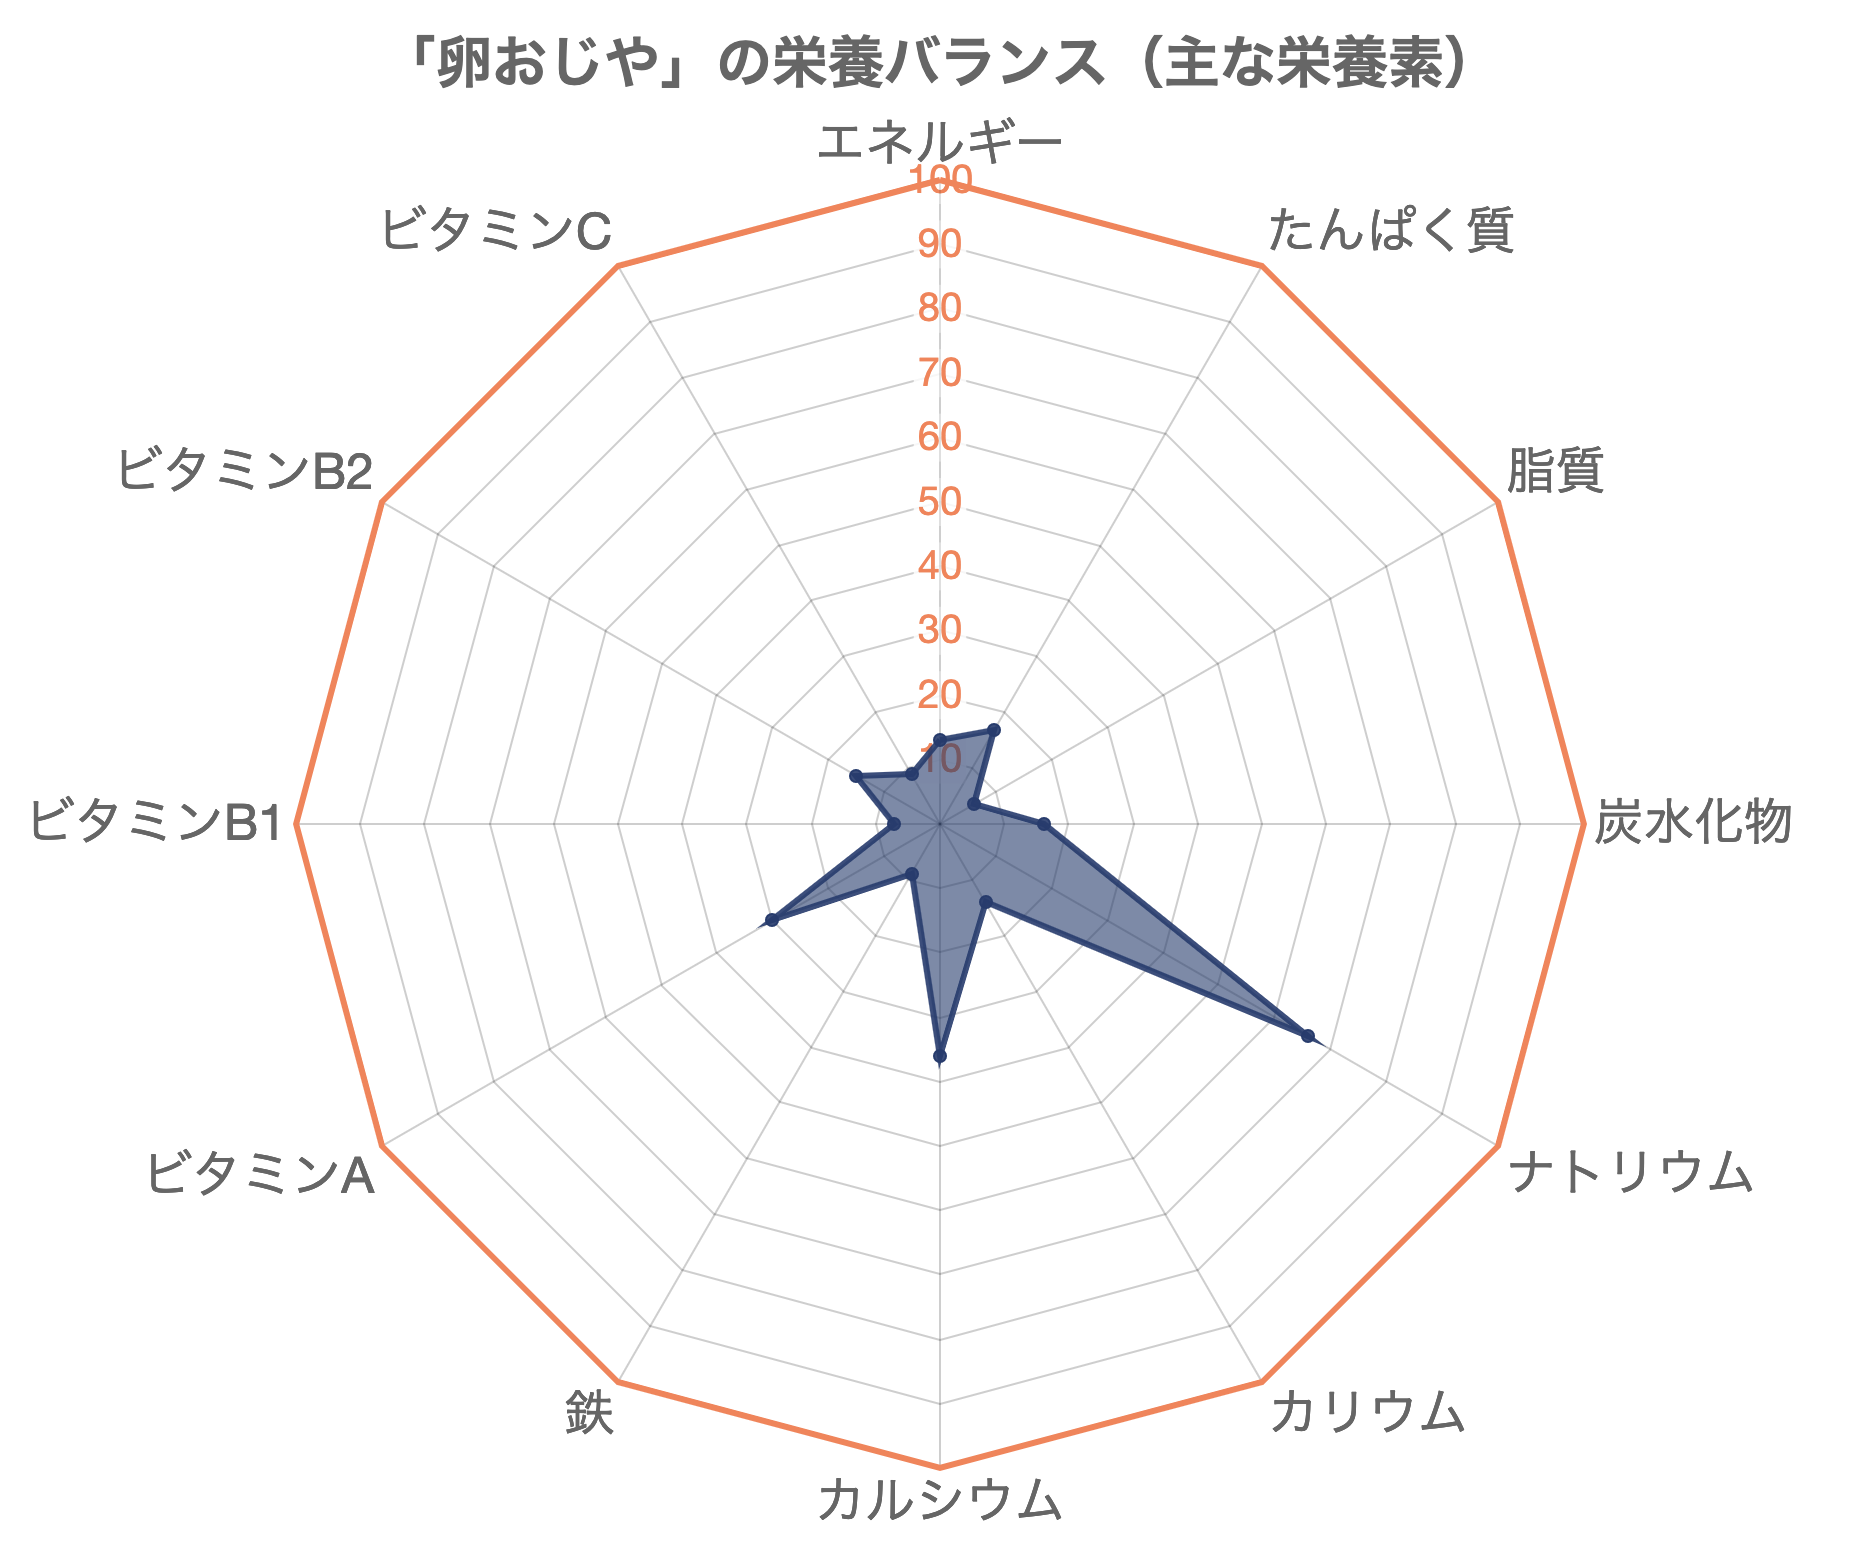 「卵おじや」の栄養バランス（主な栄養素）
エネルギー
たんぱく質
脂質
炭水化物
ナトリウム
カリウム
カルシウム
鉄
ビタミンA
ビタミンB1
ビタミンB2
ビタミンC
100
90
80
70
60
50
40
30
20
10